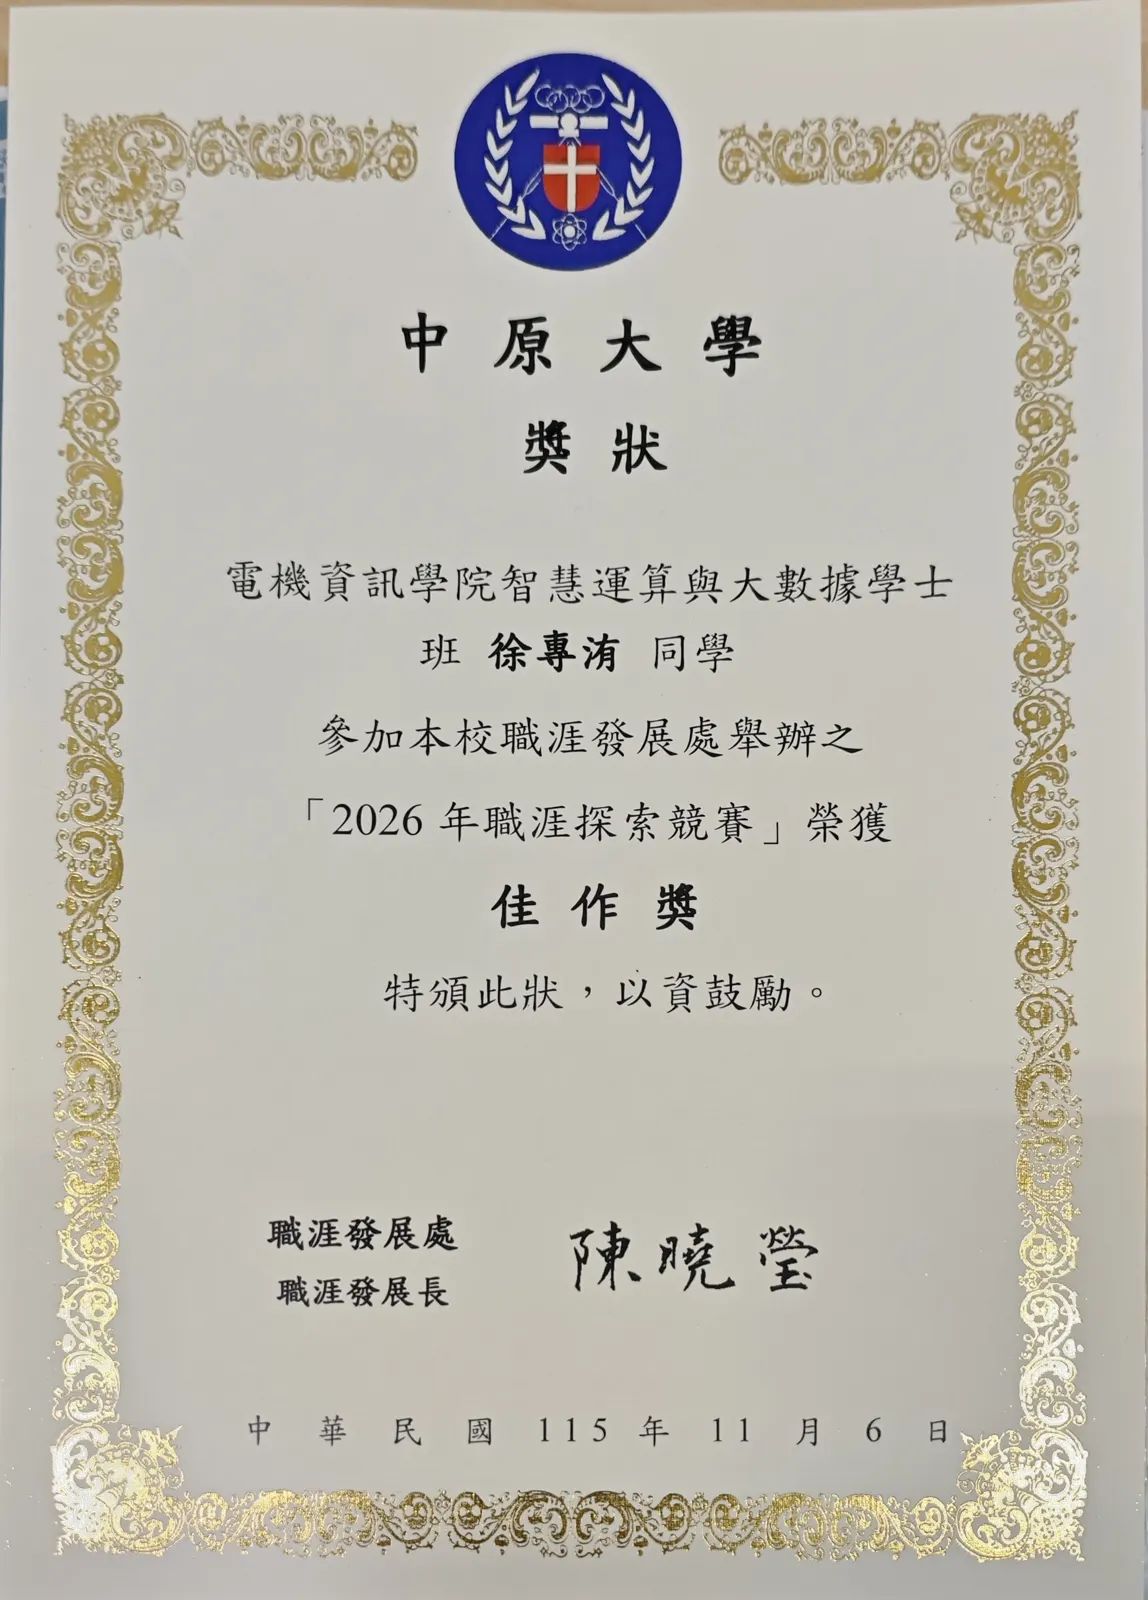 中原大學
獎狀
電機資訊學院智慧運算與大數據學士
班 徐專洧 同學
參加本校職涯發展處舉辦之
「2026 年職涯探索競賽」榮獲
佳作獎
特頒此狀，以資鼓勵。
職涯發展處
職涯發展長
陳曉瑩
中華民國 115 年 11 月 6 日